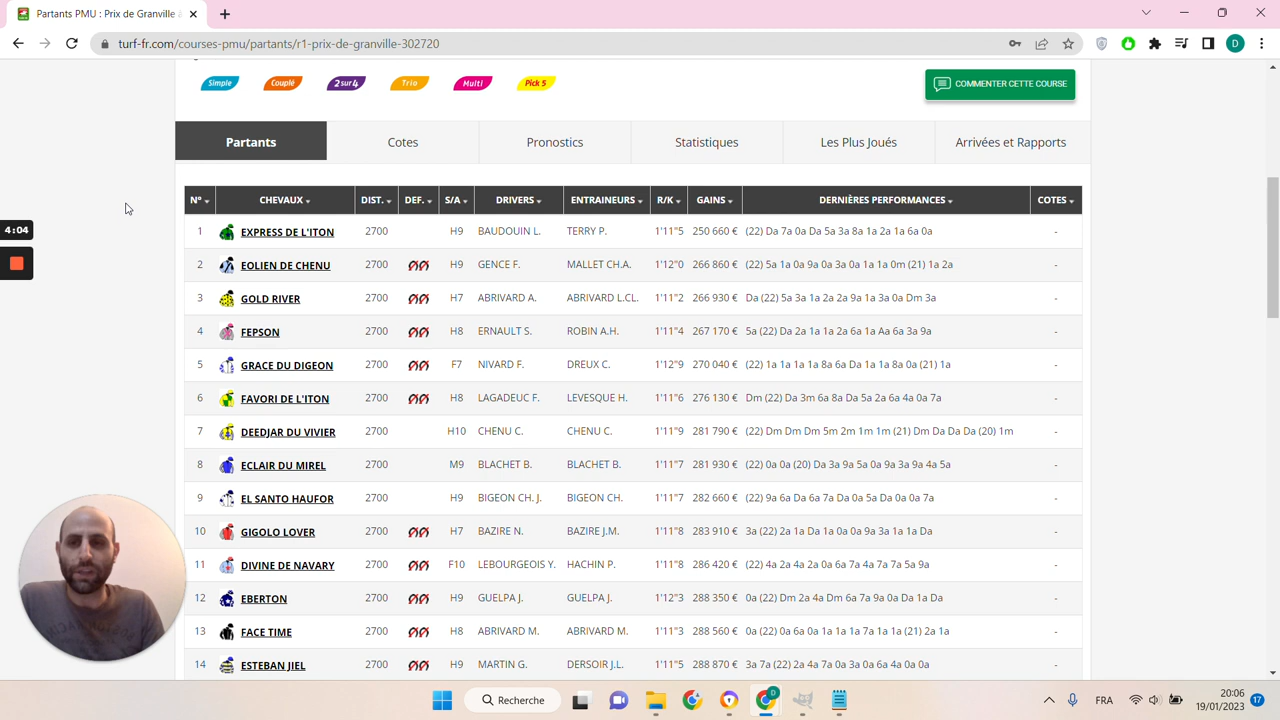 Partants PMU : Prix de Granville &
turf-fr.com/courses-pmu/partants/r1-prix-de-granville-302720
D
Simple Couplé 2sur4 Trio Multi Pick 5
COMMENTER CETTE COURSE
Partants Cotes Pronostics Statistiques Les Plus Joués Arrivées et Rapports
N° CHEVAUX DIST. DEF. S/A DRIVERS ENTRAINEURS R/K GAINS DERNIÈRES PERFORMANCES COTES
1 EXPRESS DE L'ITON 2700 H9 BAUDOUIN L. TERRY P. 1'11"5 250 660 € (22) Da 7a 0a Da 5a 3a 8a 1a 2a 1a 6a 0a -
2 EOLIEN DE CHENU 2700 H9 GENCE F. MALLET CH.A. 1'12"0 266 860 € (22) 5a 1a 0a 9a 0a 3a 0a 1a 1a 0m (21) 1a 2a -
3 GOLD RIVER 2700 H7 ABRIVARD A. ABRIVARD L.CL. 1'11"2 266 930 € Da (22) 5a 3a 1a 2a 2a 9a 1a 3a 0a Dm 3a -
4 FEPSON 2700 H8 ERNAULT S. ROBIN A.H. 1'11"4 267 170 € 5a (22) Da 2a 1a 1a 2a 6a 1a Aa 6a 3a 9a -
5 GRACE DU DIGEON 2700 F7 NIVARD F. DREUX C. 1'12"9 270 040 € (22) 1a 1a 1a 1a 8a 6a Da 1a 1a 8a 0a (21) 1a -
6 FAVORI DE L'ITON 2700 H8 LAGADEUC F. LEVESQUE H. 1'11"6 276 130 € Dm (22) Da 3m 6a 8a Da 5a 2a 6a 4a 0a 7a -
7 DEEDJAR DU VIVIER 2700 H10 CHENU C. CHENU C. 1'11"9 281 790 € (22) Dm Dm Dm 5m 2m 1m 1m (21) Dm Da Da Da (20) 1m -
8 ECLAIR DU MIREL 2700 M9 BLACHET B. BLACHET B. 1'11"7 281 930 € (22) 0a 0a (20) Da 3a 9a 5a 0a 9a 3a 9a 4a 5a -
9 EL SANTO HAUFOR 2700 H9 BIGEON CH. J. BIGEON CH. 1'11"7 282 660 € (22) 9a 6a Da 6a 7a Da 0a 5a Da 0a 0a 7a -
10 GIGOLO LOVER 2700 H7 BAZIRE N. BAZIRE J.M. 1'11"8 283 910 € 3a (22) 2a 1a Da 1a 0a 0a 9a 3a 1a 1a Da -
11 DIVINE DE NAVARY 2700 F10 LEBOURGEOIS Y. HACHIN P. 1'11"8 286 420 € (22) 4a 2a 2a 2a 0a 6a 7a 4a 7a 7a 5a 9a -
12 EBERTON 2700 H9 GUELPA J. GUELPA J. 1'12"3 288 350 € 0a (22) Dm 2a 4a Dm 6a 7a 9a 0a Da 1a Da -
13 FACE TIME 2700 H8 ABRIVARD M. ABRIVARD M. 1'11"3 288 560 € 0a (22) 0a 6a 0a 1a 1a 1a 7a 1a 1a (21) 2a 1a -
14 ESTEBAN JIEL 2700 H9 MARTIN G. DERSOIR J.L. 1'11"5 288 870 € 3a 7a (22) 2a 4a 7a 0a 3a 0a 6a 4a 0a 0a -
4:04
Recherche
FRA
20:06
19/01/2023
17